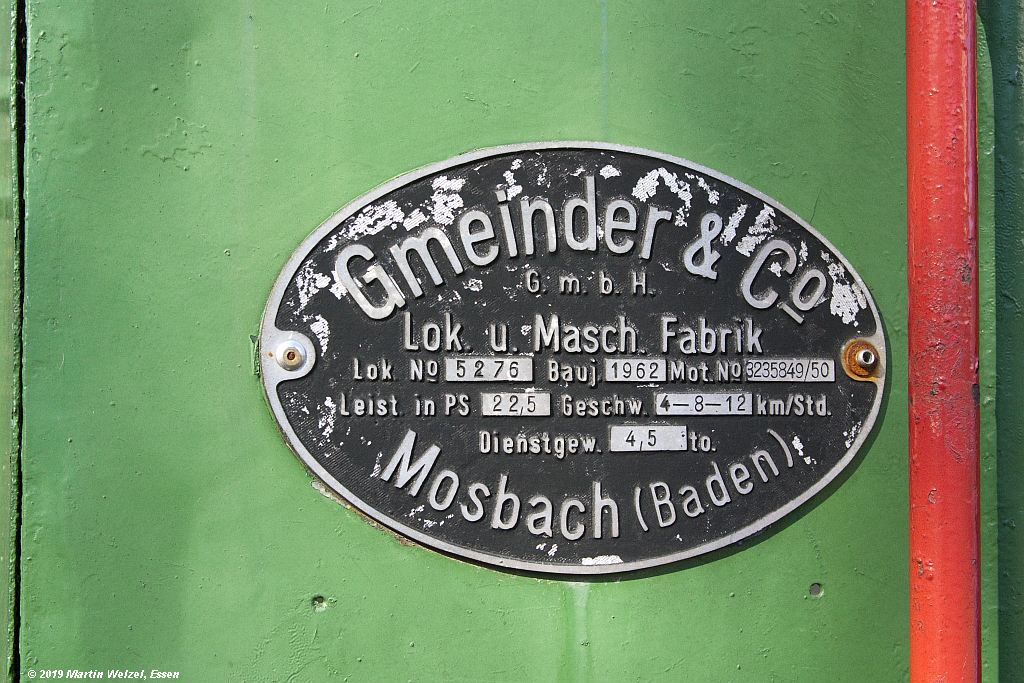 Gmeinder & Co
G. m. b. H.
Lok. u. Masch. Fabrik
Lok. No 5276 Bauj. 1962 Mot. No 3235849/50
Leist. in PS 22,5 Geschw. 4-8-12 km/Std.
Dienstgew. 4,5 to.
Mosbach (Baden)
© 2019 Martin Welzel, Essen